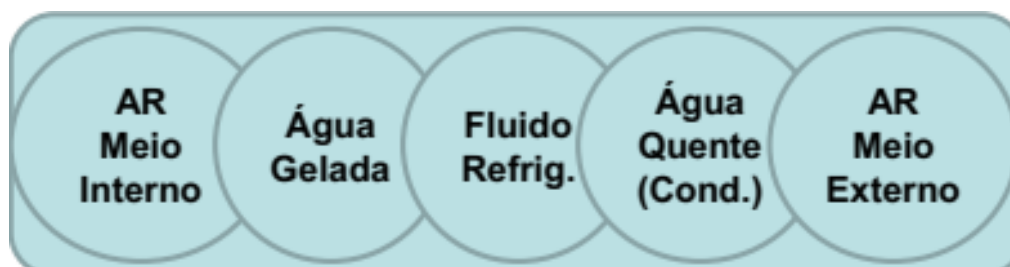 AR
Meio
Interno
Água
Gelada
Fluido
Refrig.
Água
Quente
(Cond.)
AR
Meio
Externo